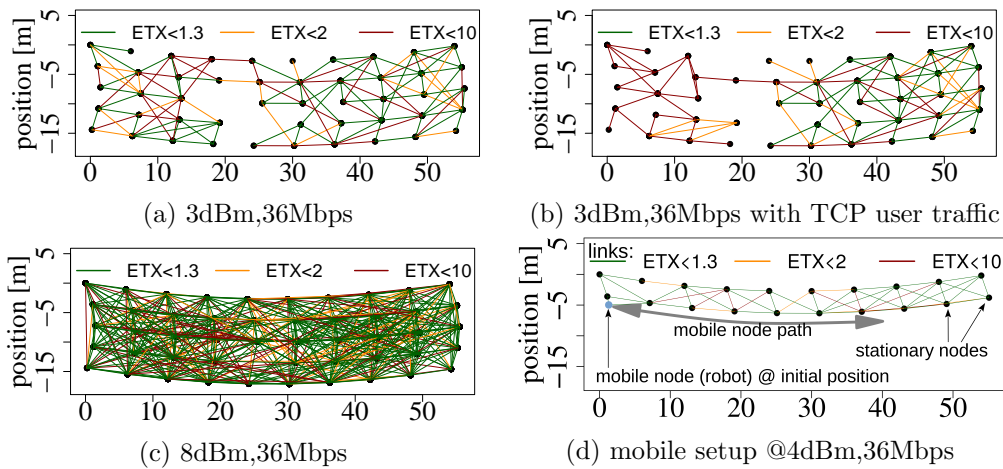 ETX<1.3 ETX<2 ETX<10
position [m]
5
−5
−15
0 10 20 30 40 50
(a) 3dBm,36Mbps
ETX<1.3 ETX<2 ETX<10
position [m]
5
−5
−15
0 10 20 30 40 50
(b) 3dBm,36Mbps with TCP user traffic
ETX<1.3 ETX<2 ETX<10
position [m]
5
−5
−15
0 10 20 30 40 50
(c) 8dBm,36Mbps
links: ETX<1.3 ETX<2 ETX<10
position [m]
5
−5
−15
mobile node path
stationary nodes
mobile node (robot) @ initial position
0 10 20 30 40 50
(d) mobile setup @4dBm,36Mbps